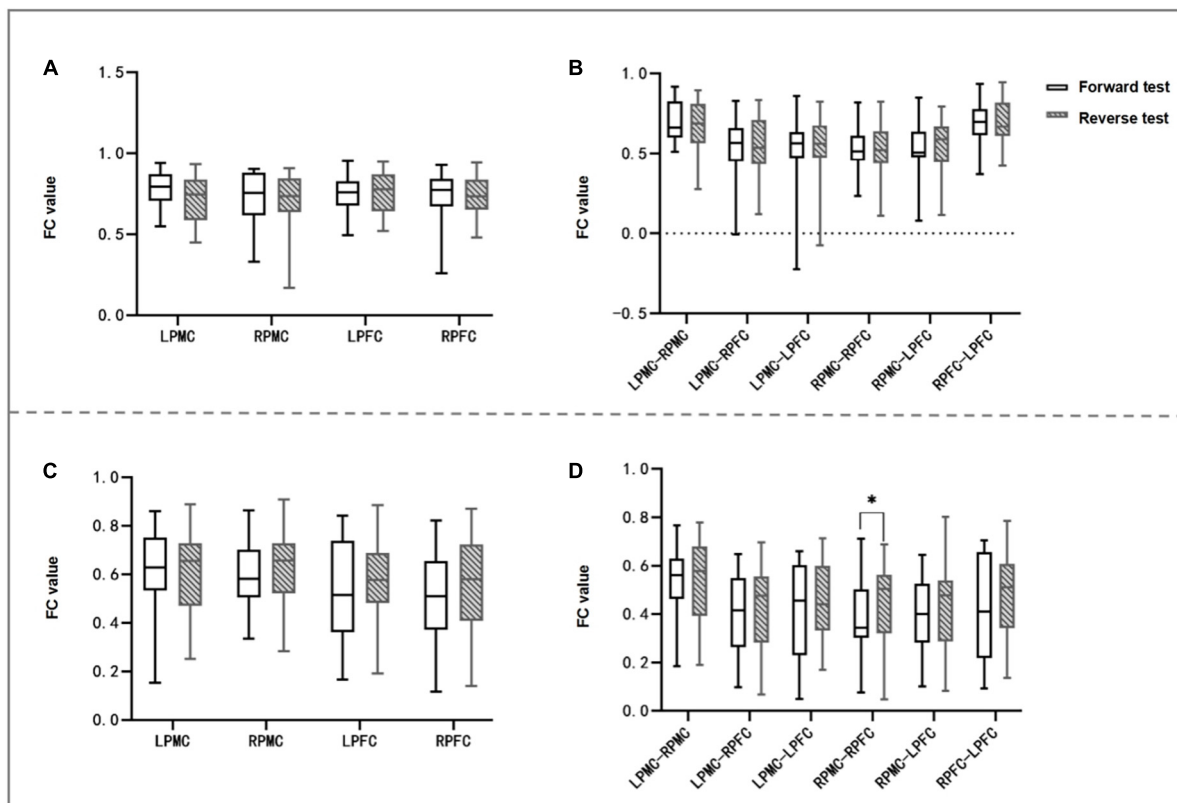 A
FC value
1.5
1.0
0.5
0.0
LPMC RPMC LPFC RPFC
B
FC value
1.0
0.5
0.0
-0.5
LPMC-RPMC LPMC-RPFC LPMC-LPFC RPMC-RPFC RPMC-LPFC RPFC-LPFC
Forward test
Reverse test
C
FC value
1.0
0.8
0.6
0.4
0.2
0.0
LPMC RPMC LPFC RPFC
D
FC value
1.0
0.8
0.6
0.4
0.2
0.0
*
LPMC-RPMC LPMC-RPFC LPMC-LPFC RPMC-RPFC RPMC-LPFC RPFC-LPFC